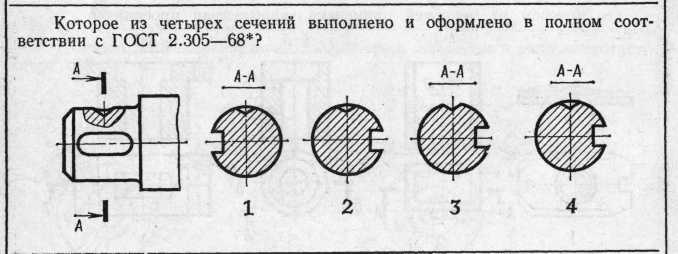 Которое из четырех сечений выполнено и оформлено в полном соот-
ветствии с ГОСТ 2.305—68*?
А А-А А-А А-А
А 1 2 3 4